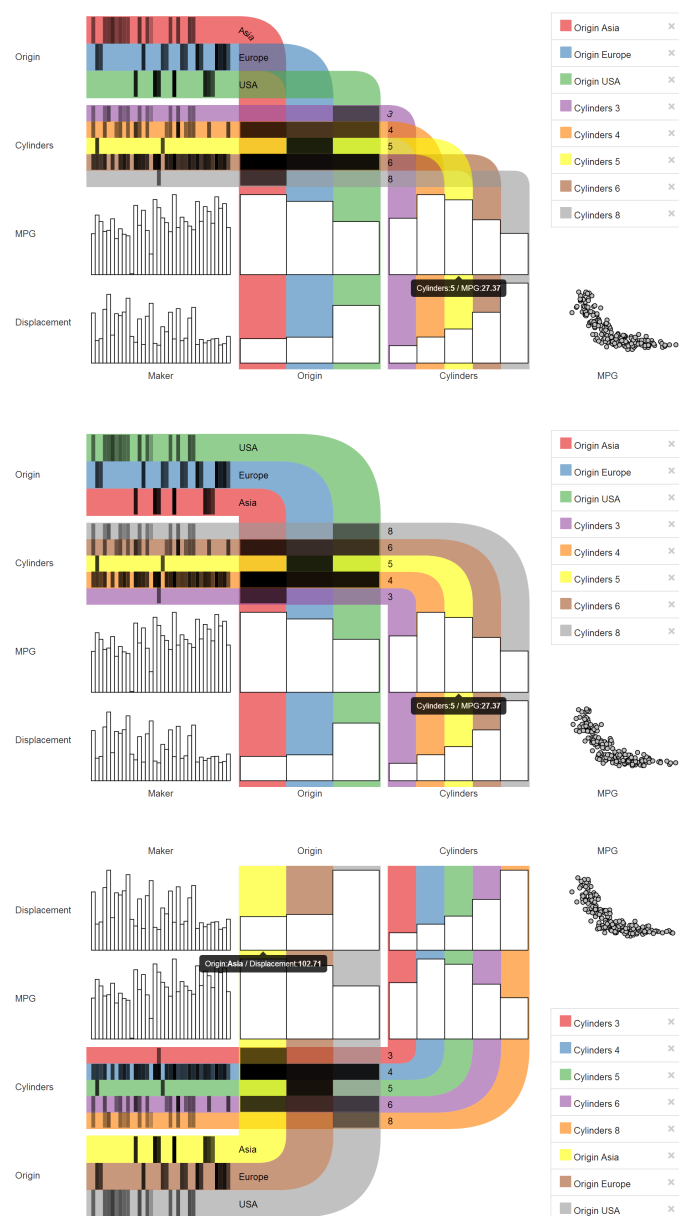 Asia
Origin
Europe
USA
3
4
Cylinders
5
6
8
MPG
Cylinders:5 / MPG:27.37
Displacement
Maker
Origin
Cylinders
MPG
Origin Asia ×
Origin Europe ×
Origin USA ×
Cylinders 3 ×
Cylinders 4 ×
Cylinders 5 ×
Cylinders 6 ×
Cylinders 8 ×
USA
Origin
Europe
Asia
8
6
Cylinders
5
4
3
MPG
Cylinders:5 / MPG:27.37
Displacement
Maker
Origin
Cylinders
MPG
Origin Asia ×
Origin Europe ×
Origin USA ×
Cylinders 3 ×
Cylinders 4 ×
Cylinders 5 ×
Cylinders 6 ×
Cylinders 8 ×
Maker
Origin
Cylinders
MPG
Displacement
Origin:Asia / Displacement:102.71
MPG
3
4
Cylinders
5
6
8
Asia
Origin
Europe
USA
Cylinders 3 ×
Cylinders 4 ×
Cylinders 5 ×
Cylinders 6 ×
Cylinders 8 ×
Origin Asia ×
Origin Europe ×
Origin USA ×